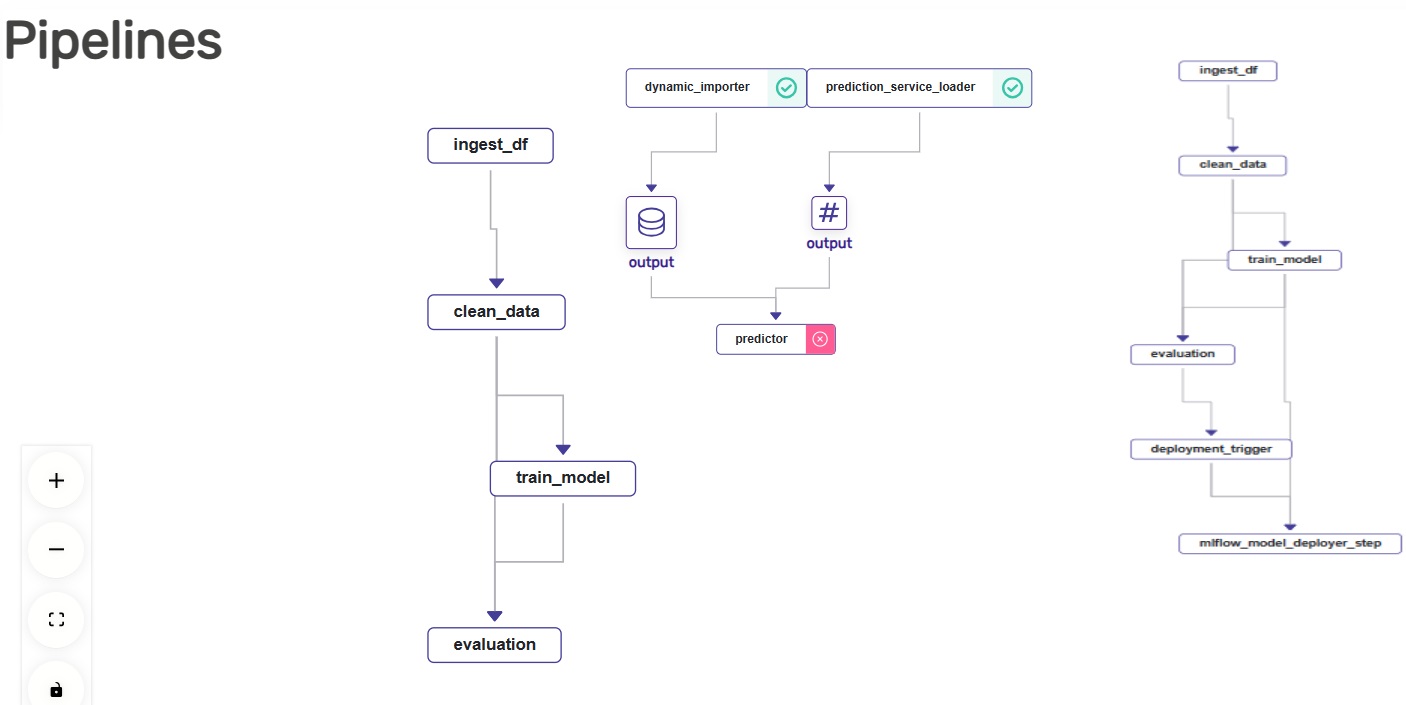 Pipelines
ingest_df
clean_data
train_model
evaluation
dynamic_importer
prediction_service_loader
output
output
predictor
ingest_df
clean_data
train_model
evaluation
deployment_trigger
mlflow_model_deployer_step